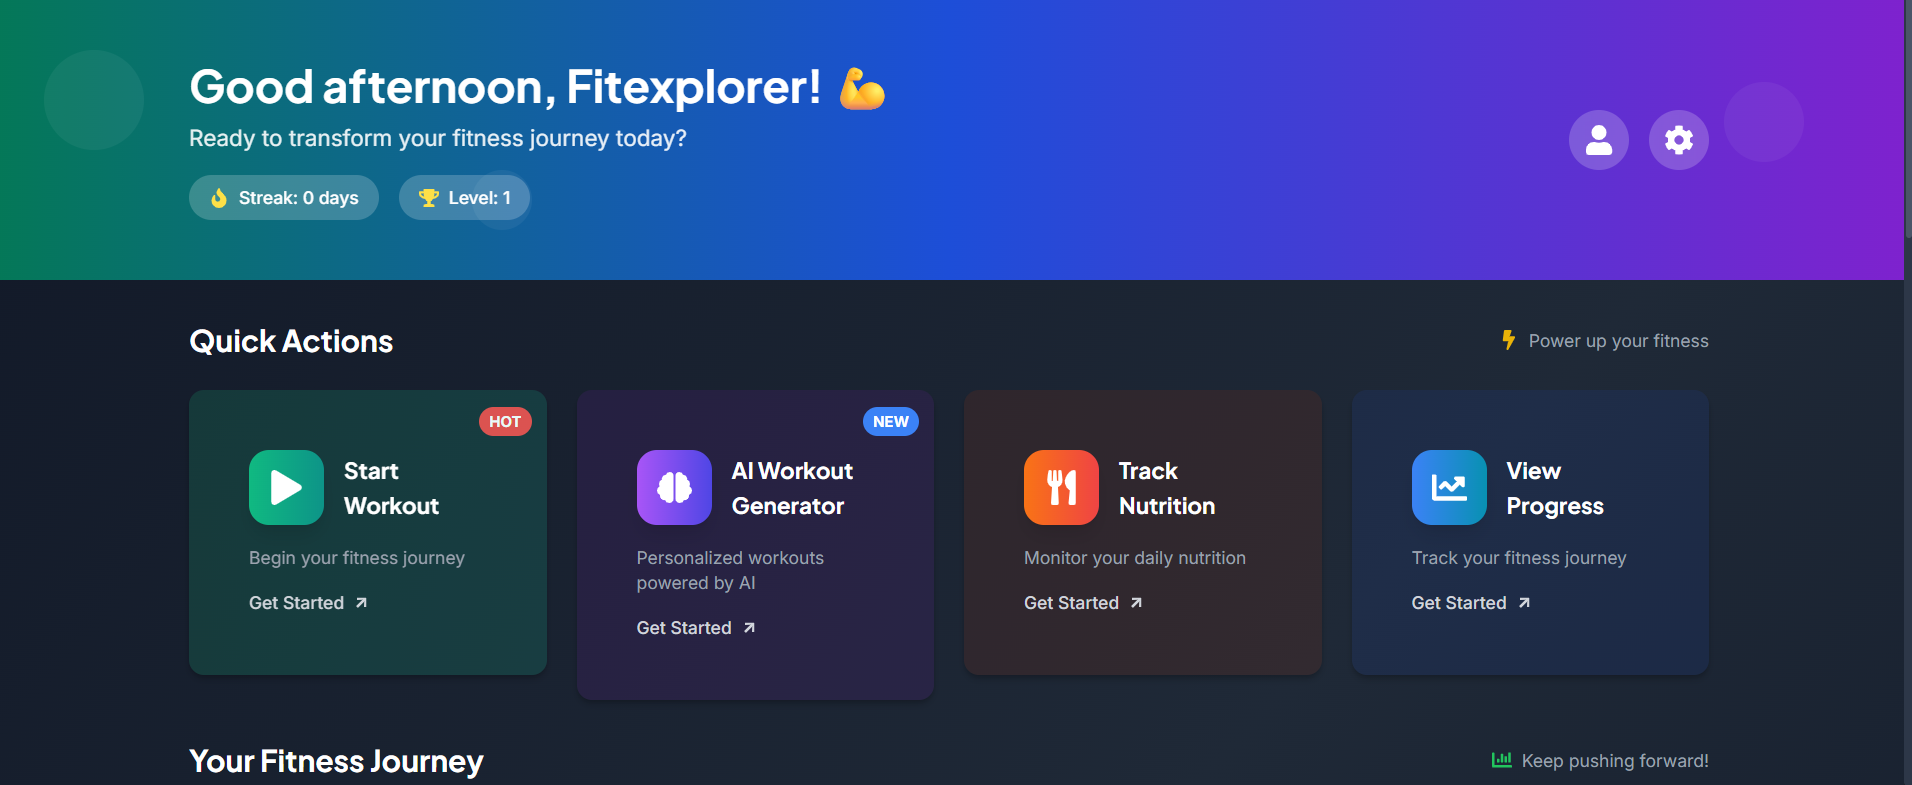 Good afternoon, Fitexplorer! 💪
Ready to transform your fitness journey today?
Streak: 0 days
Level: 1
Quick Actions
Power up your fitness
HOT
Start
Workout
Begin your fitness journey
Get Started
NEW
AI Workout
Generator
Personalized workouts
powered by AI
Get Started
Track
Nutrition
Monitor your daily nutrition
Get Started
View
Progress
Track your fitness journey
Get Started
Your Fitness Journey
Keep pushing forward!